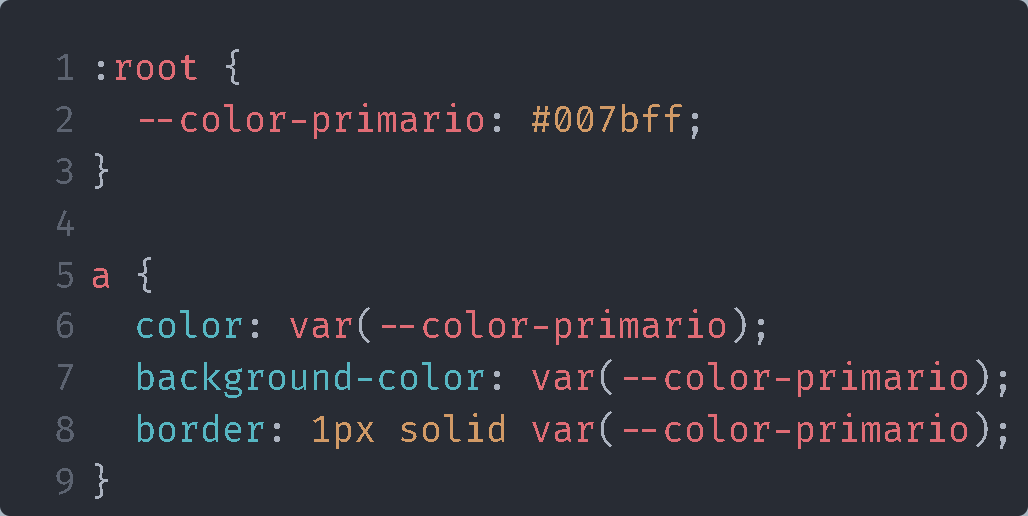 1 :root {
2   --color-primario: #007bff;
3 }
4
5 a {
6   color: var(--color-primario);
7   background-color: var(--color-primario);
8   border: 1px solid var(--color-primario);
9 }